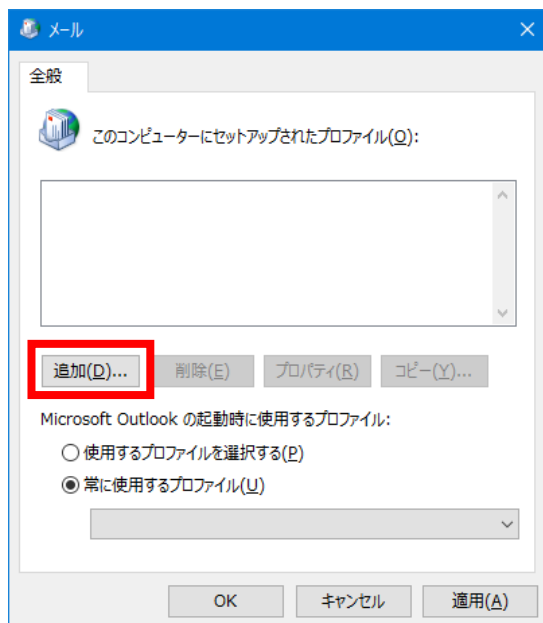 メール
全般
このコンピューターにセットアップされたプロファイル(O):
追加(D)... 削除(E) プロパティ(R) コピー(Y)...
Microsoft Outlook の起動時に使用するプロファイル:
使用するプロファイルを選択する(P)
常に使用するプロファイル(U)
OK キャンセル 適用(A)